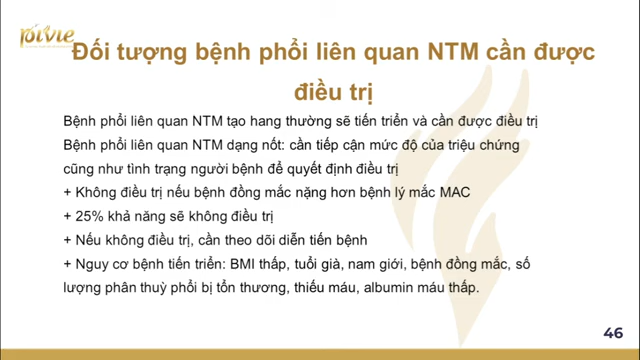 pivie
Đối tượng bệnh phổi liên quan NTM cần được
điều trị
Bệnh phổi liên quan NTM tạo hang thường sẽ tiến triển và cần được điều trị
Bệnh phổi liên quan NTM dạng nốt: cần tiếp cận mức độ của triệu chứng
cũng như tình trạng người bệnh để quyết định điều trị
+ Không điều trị nếu bệnh đồng mắc nặng hơn bệnh lý mắc MAC
+ 25% khả năng sẽ không điều trị
+ Nếu không điều trị, cần theo dõi diễn tiến bệnh
+ Nguy cơ bệnh tiến triển: BMI thấp, tuổi già, nam giới, bệnh đồng mắc, số
lượng phân thuỳ phổi bị tổn thương, thiếu máu, albumin máu thấp.
46